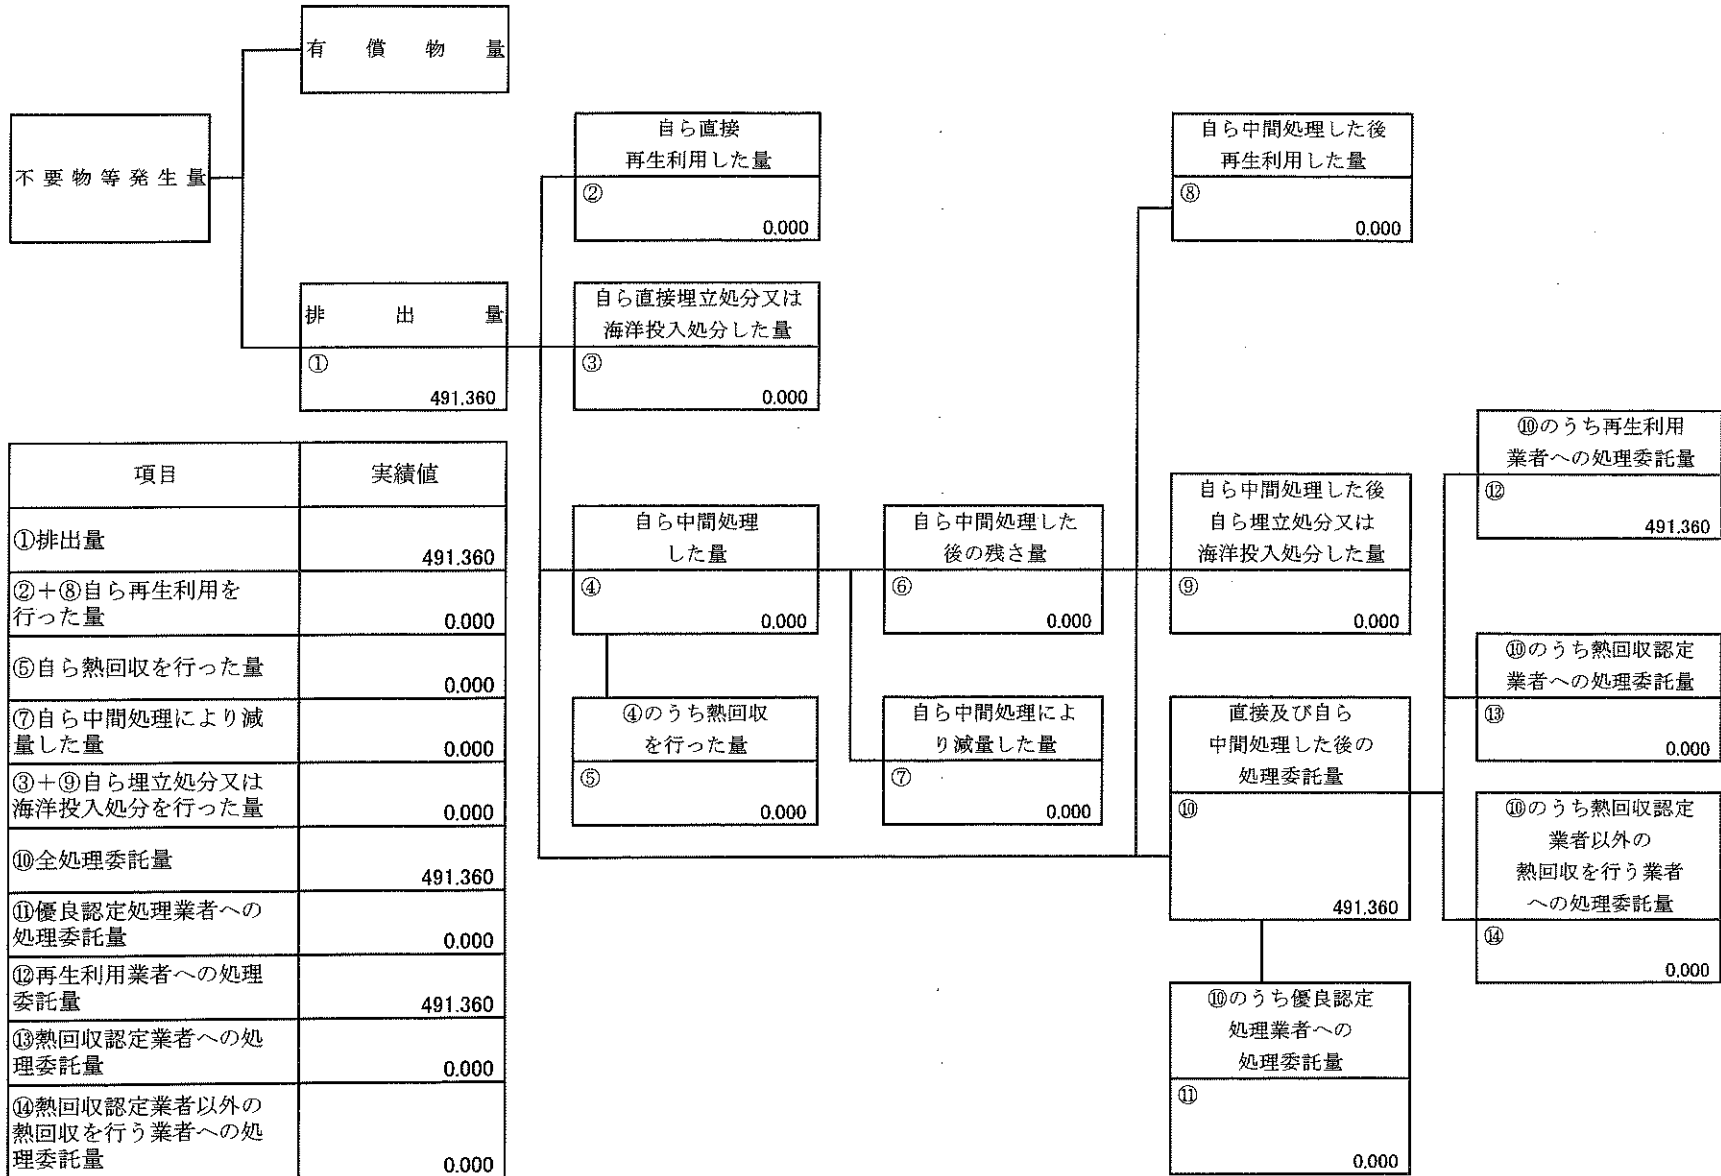 有償物量
不要物等発生量
排出量
①
491.360
自ら直接
再生利用した量
②
0.000
自ら直接埋立処分又は
海洋投入処分した量
③
0.000
自ら中間処理
した量
④
0.000
④のうち熱回収
を行った量
⑤
0.000
自ら中間処理した
後の残さ量
⑥
0.000
自ら中間処理によ
り減量した量
⑦
0.000
自ら中間処理した後
再生利用した量
⑧
0.000
自ら中間処理した後
自ら埋立処分又は
海洋投入処分した量
⑨
0.000
直接及び自ら
中間処理した後の
処理委託量
⑩
491.360
⑩のうち優良認定
処理業者への
処理委託量
⑪
0.000
⑩のうち再生利用
業者への処理委託量
⑫
491.360
⑩のうち熱回収認定
業者への処理委託量
⑬
0.000
⑩のうち熱回収認定
業者以外の
熱回収を行う業者
への処理委託量
⑭
0.000
項目 実績値
①排出量
491.360
②+⑧自ら再生利用を
行った量 0.000
⑤自ら熱回収を行った量
0.000
⑦自ら中間処理により減
量した量 0.000
③+⑨自ら埋立処分又は
海洋投入処分を行った量 0.000
⑩全処理委託量
491.360
⑪優良認定処理業者への
処理委託量 0.000
⑫再生利用業者への処理
委託量 491.360
⑬熱回収認定業者への処
理委託量 0.000
⑭熱回収認定業者以外の
熱回収を行う業者への処
理委託量 0.000